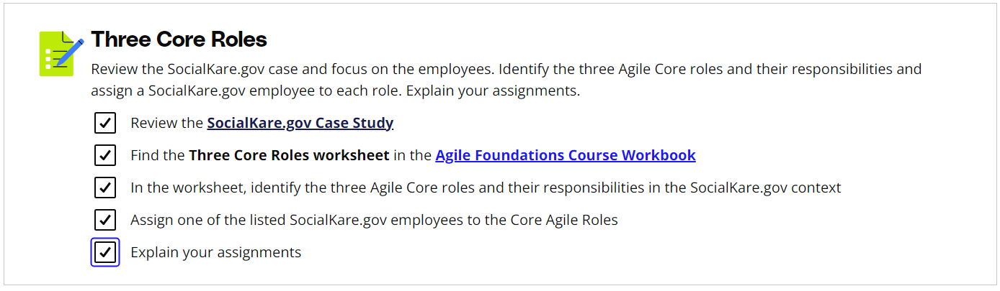 Three Core Roles
Review the SocialKare.gov case and focus on the employees. Identify the three Agile Core roles and their responsibilities and
assign a SocialKare.gov employee to each role. Explain your assignments.
Review the SocialKare.gov Case Study
Find the Three Core Roles worksheet in the Agile Foundations Course Workbook
In the worksheet, identify the three Agile Core roles and their responsibilities in the SocialKare.gov context
Assign one of the listed SocialKare.gov employees to the Core Agile Roles
Explain your assignments